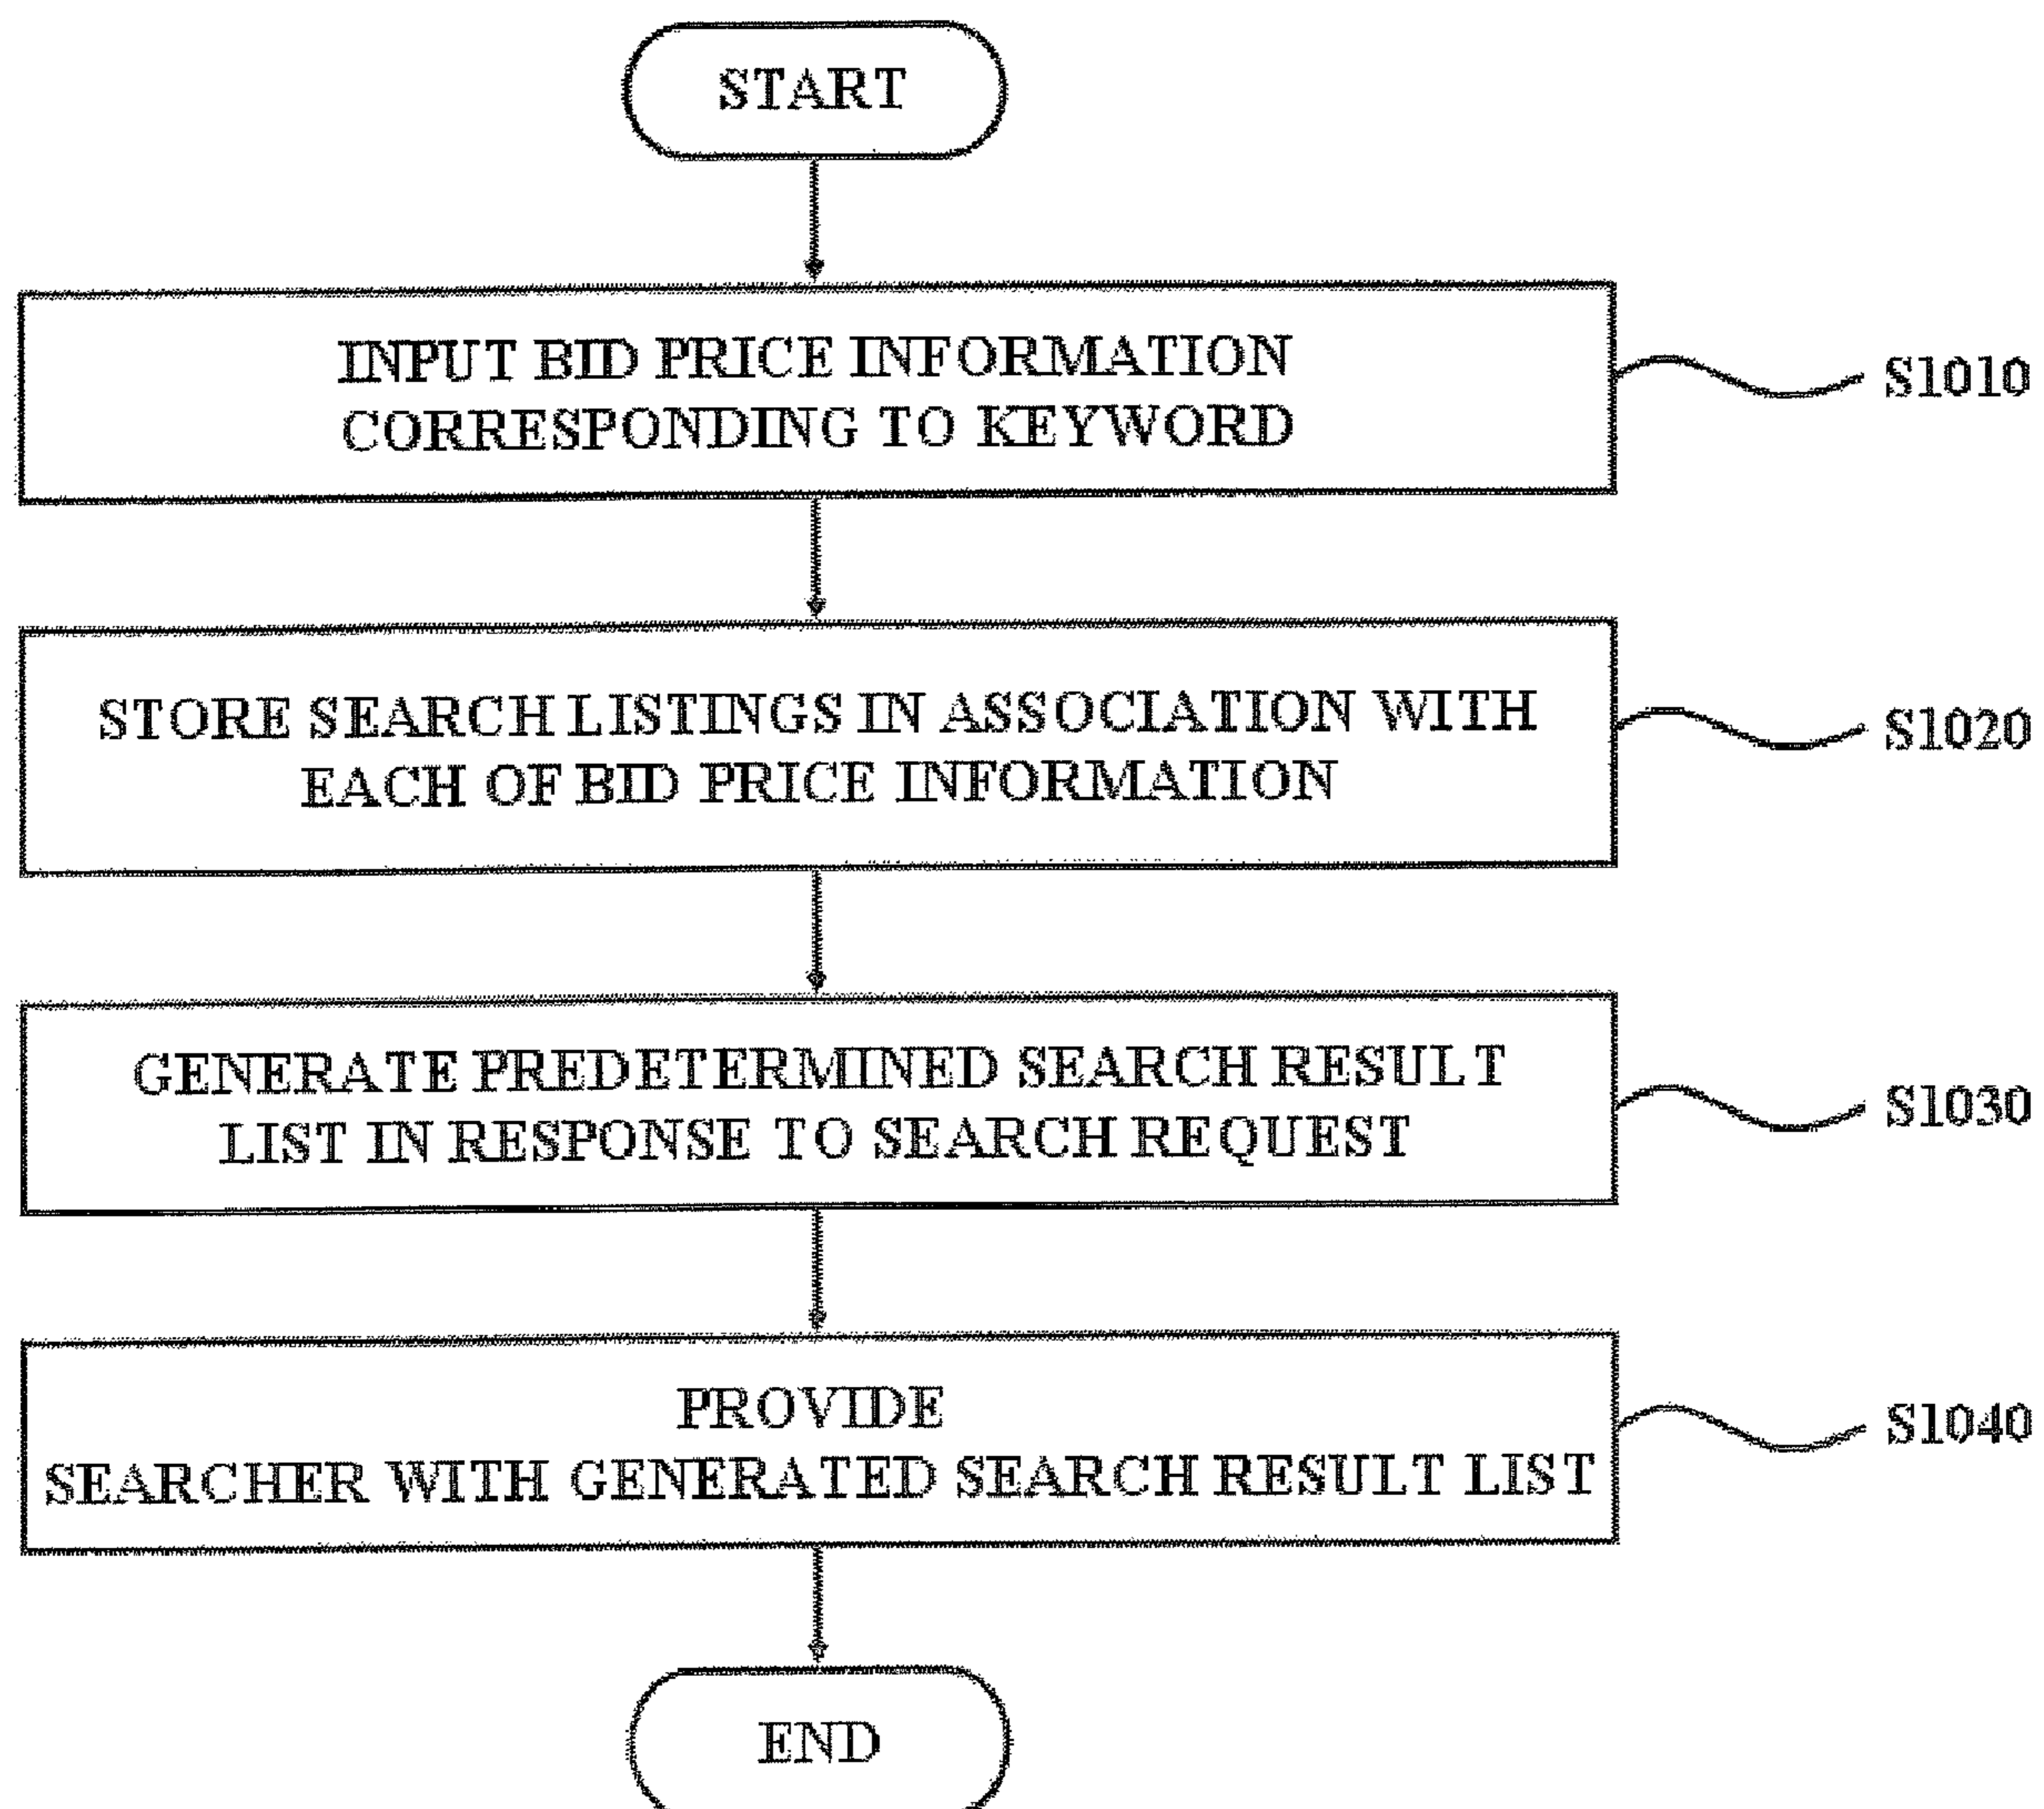 START
INPUT BID PRICE INFORMATION
CORRESPONDING TO KEYWORD
S1010
STORE SEARCH LISTINGS IN ASSOCIATION WITH
EACH OF BID PRICE INFORMATION
S1020
GENERATE PREDETERMINED SEARCH RESULT
LIST IN RESPONSE TO SEARCH REQUEST
S1030
PROVIDE
SEARCHER WITH GENERATED SEARCH RESULT LIST
S1040
END